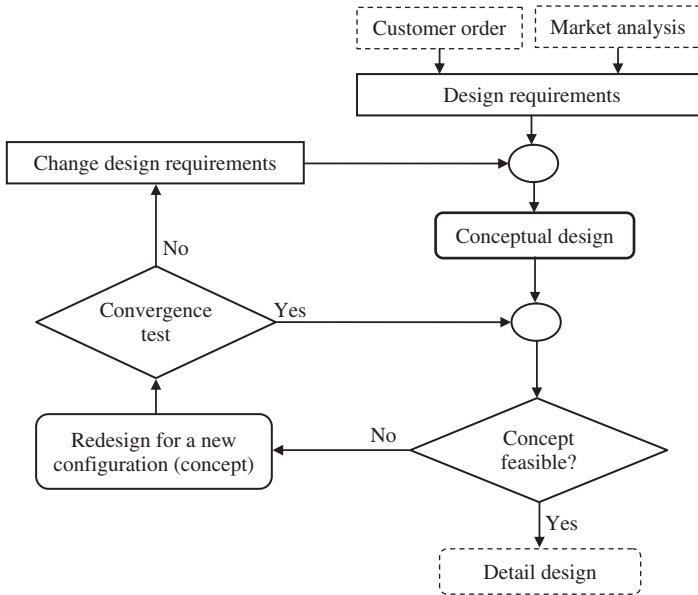 Customer order
Market analysis
Design requirements
Change design requirements
Conceptual design
No
Convergence
test
Yes
Redesign for a new
configuration (concept)
No
Concept
feasible?
Yes
Detail design